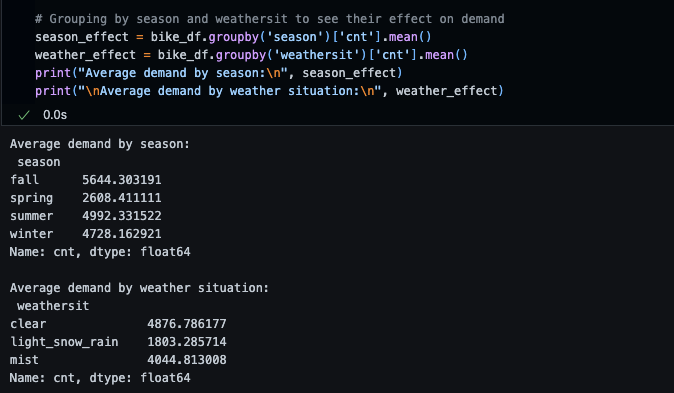 # Grouping by season and weathersit to see their effect on demand
season_effect = bike_df.groupby('season')['cnt'].mean()
weather_effect = bike_df.groupby('weathersit')['cnt'].mean()
print("Average demand by season:\n", season_effect)
print("\nAverage demand by weather situation:\n", weather_effect)
0.0s
Average demand by season:
season
fall 5644.303191
spring 2608.411111
summer 4992.331522
winter 4728.162921
Name: cnt, dtype: float64
Average demand by weather situation:
weathersit
clear 4876.786177
light_snow_rain 1803.285714
mist 4044.813008
Name: cnt, dtype: float64